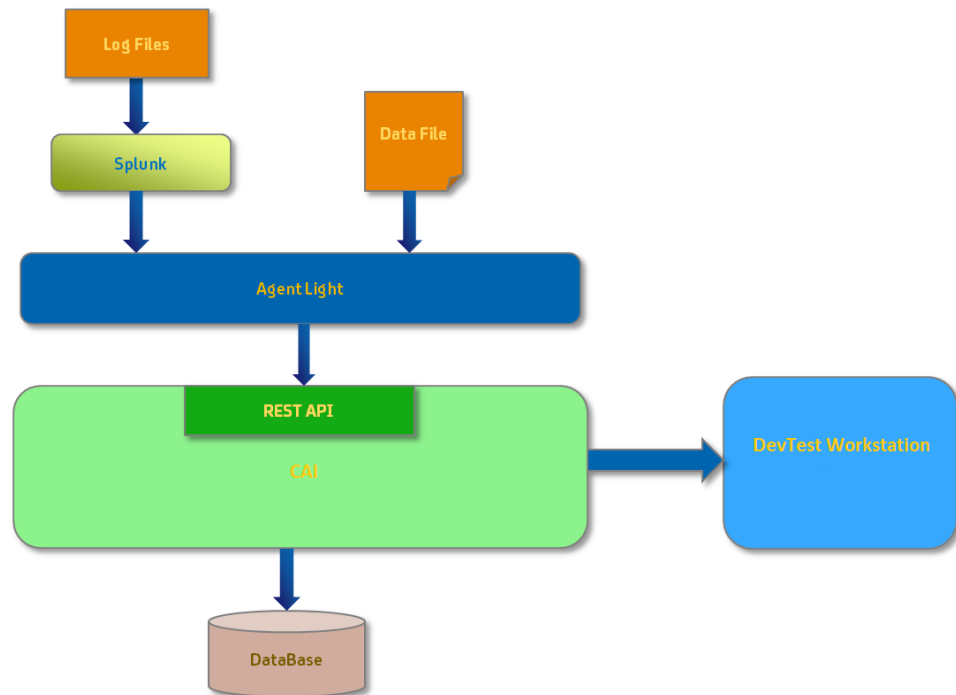 Log Files
Data File
Splunk
Agent Light
REST API
CAI
DevTest Workstation
DataBase